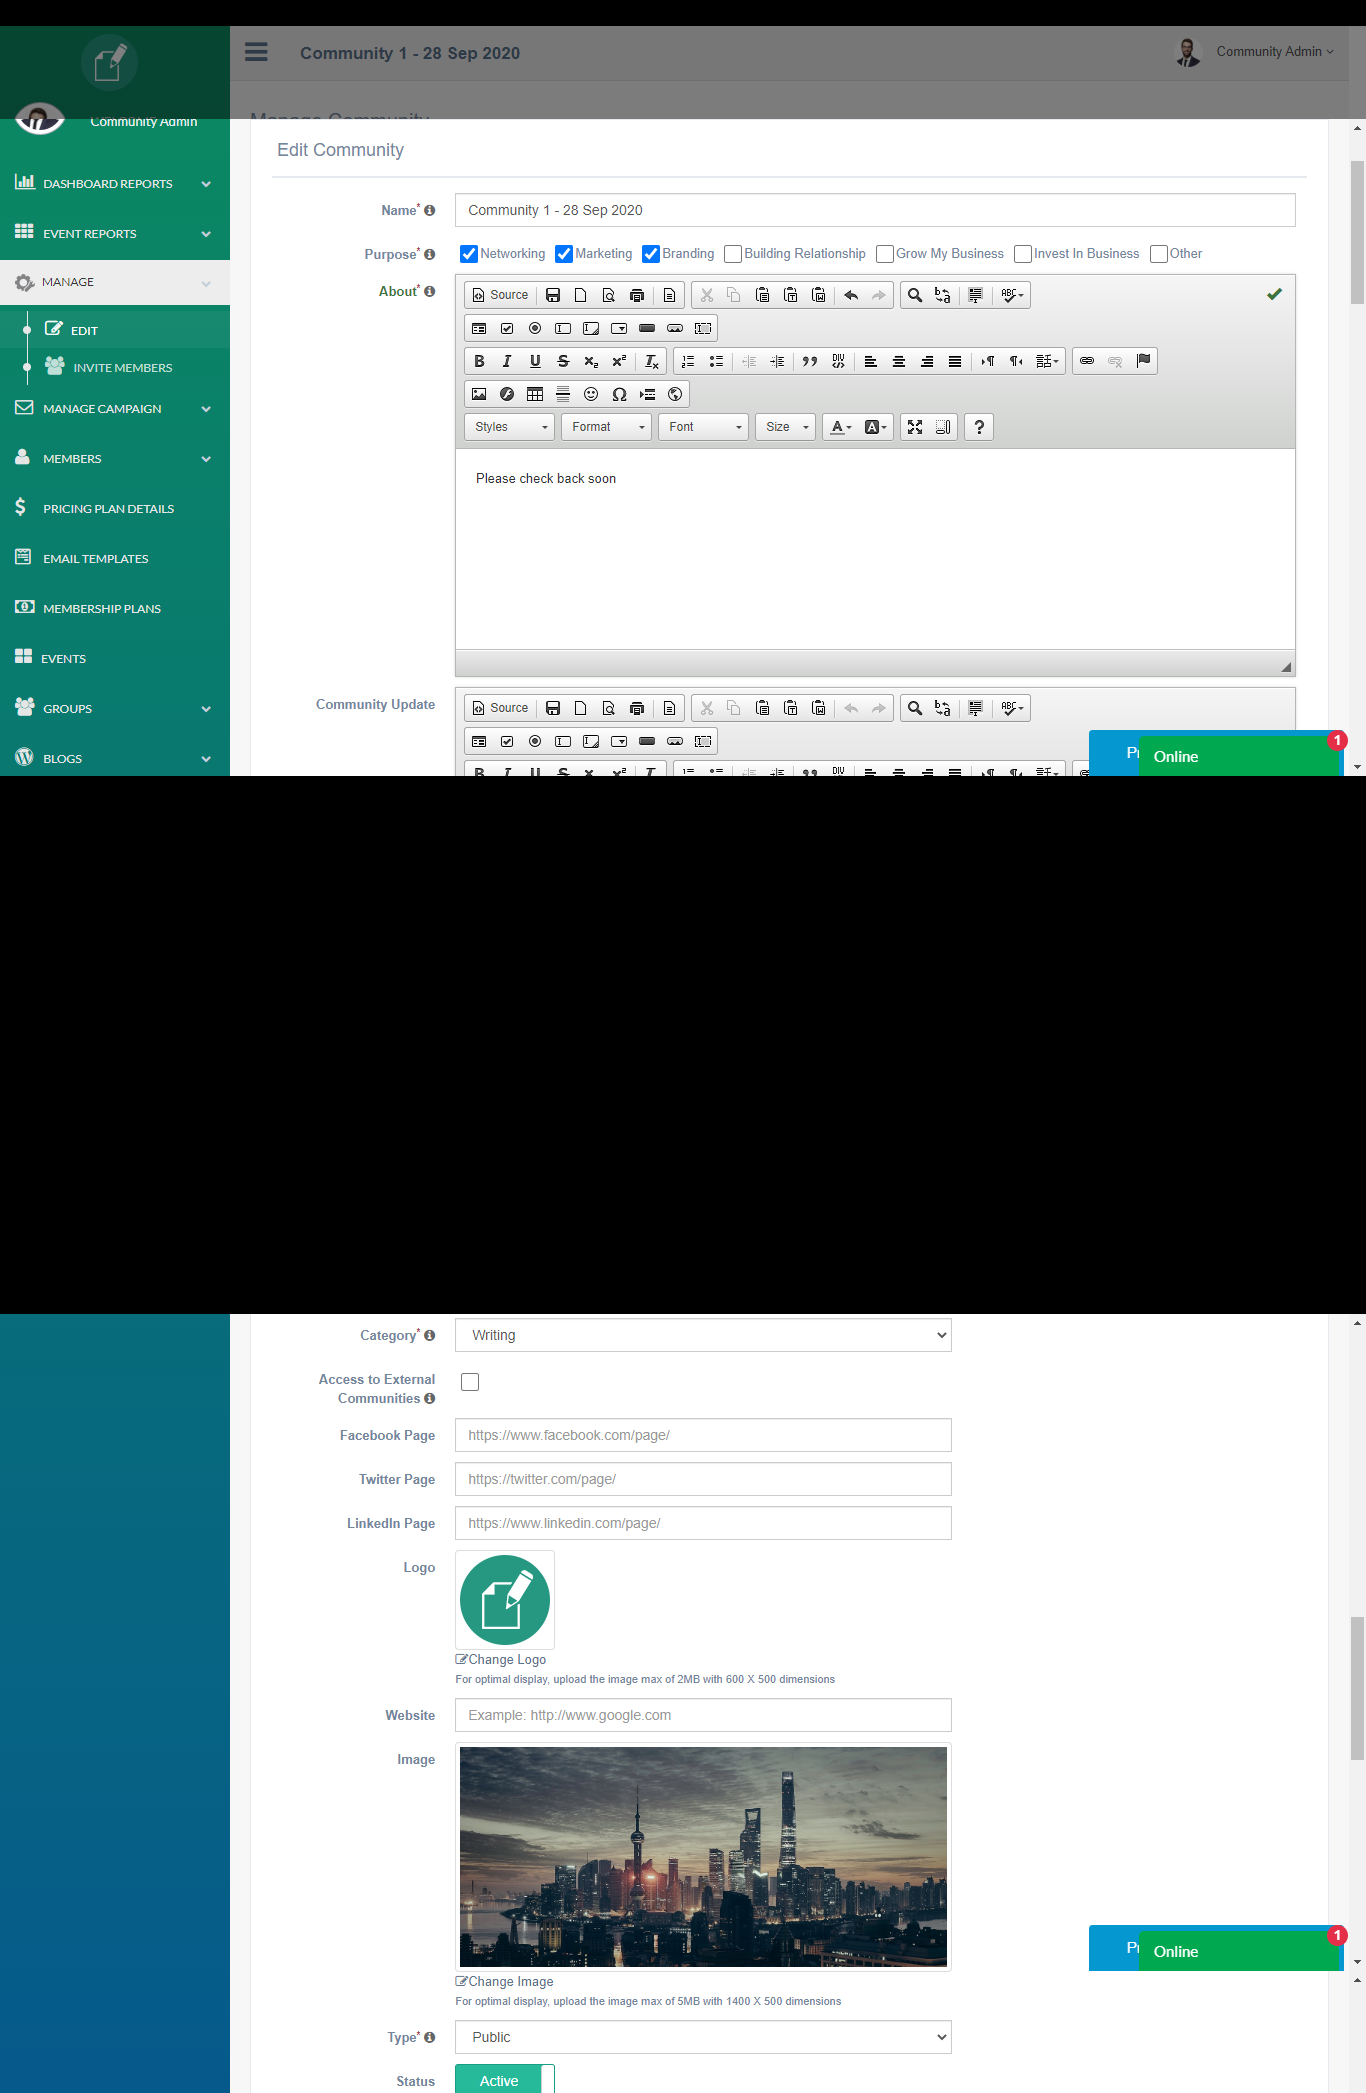 Community 1 - 28 Sep 2020
Community Admin
Manage Community
Community Admin
DASHBOARD REPORTS
EVENT REPORTS
MANAGE
EDIT
INVITE MEMBERS
MANAGE CAMPAIGN
MEMBERS
PRICING PLAN DETAILS
EMAIL TEMPLATES
MEMBERSHIP PLANS
EVENTS
GROUPS
BLOGS
Edit Community
Name*
Community 1 - 28 Sep 2020
Purpose*
Networking Marketing Branding Building Relationship Grow My Business Invest In Business Other
About*
Source
Styles Format Font Size
Please check back soon
Community Update
Source
Online
1
Category*
Writing
Access to External
Communities
Facebook Page
https://www.facebook.com/page/
Twitter Page
https://twitter.com/page/
LinkedIn Page
https://www.linkedin.com/page/
Logo
Change Logo
For optimal display, upload the image max of 2MB with 600 X 500 dimensions
Website
Example: http://www.google.com
Image
Online
1
Change Image
For optimal display, upload the image max of 5MB with 1400 X 500 dimensions
Type*
Public
Status
Active